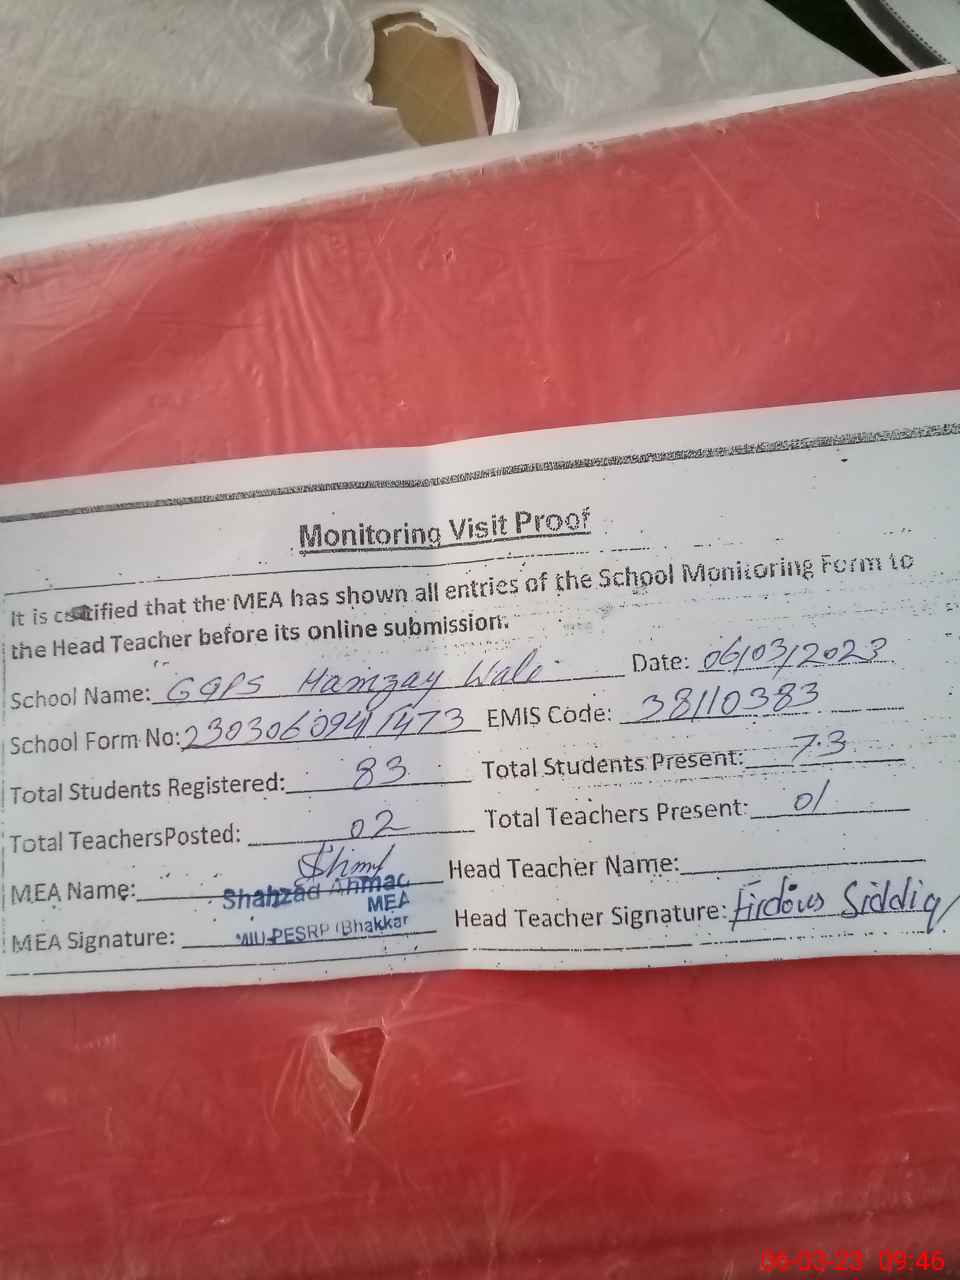 Monitoring Visit Proof
It is certified that the MEA has shown all entries of the School Monitoring Form to
the Head Teacher before its online submission.
School Name: GGPS Hamzay Wala Date: 06/03/2023
School Form No: EMIS Code: 38110383
Total Students Registered: 83 Total Students Present: 73
Total TeachersPosted: 02 Total Teachers Present: 01
MEA Name: Head Teacher Name:
Shahzad Ahmad
MEA
MEA Signature: Head Teacher Signature: Firdous Siddiq
MIU-PESRP (Bhakkar
06-03-23 09:46